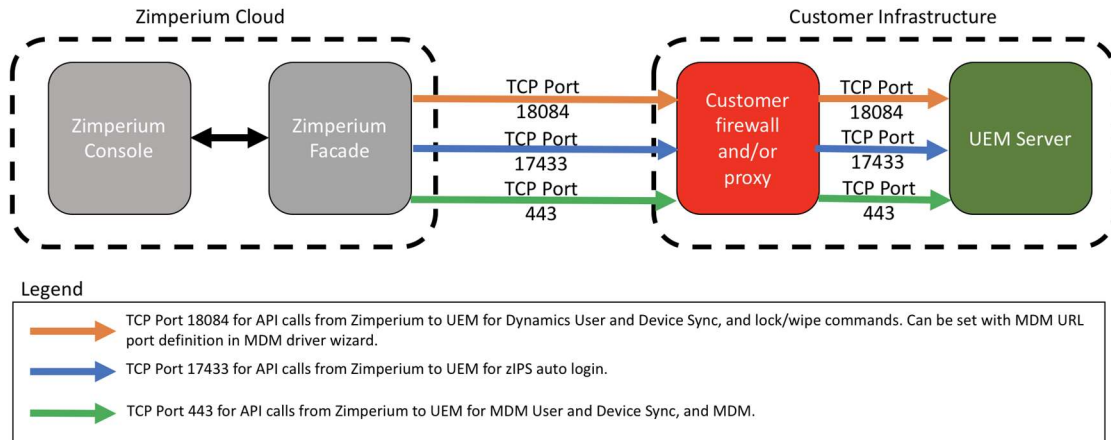 Zimperium Cloud
Customer Infrastructure
Zimperium
Console
Zimperium
Facade
TCP Port
18084
TCP Port
17433
TCP Port
443
Customer
firewall
and/or
proxy
TCP Port
18084
TCP Port
17433
TCP Port
443
UEM Server
Legend
TCP Port 18084 for API calls from Zimperium to UEM for Dynamics User and Device Sync, and lock/wipe commands. Can be set with MDM URL
port definition in MDM driver wizard.
TCP Port 17433 for API calls from Zimperium to UEM for zIPS auto login.
TCP Port 443 for API calls from Zimperium to UEM for MDM User and Device Sync, and MDM.